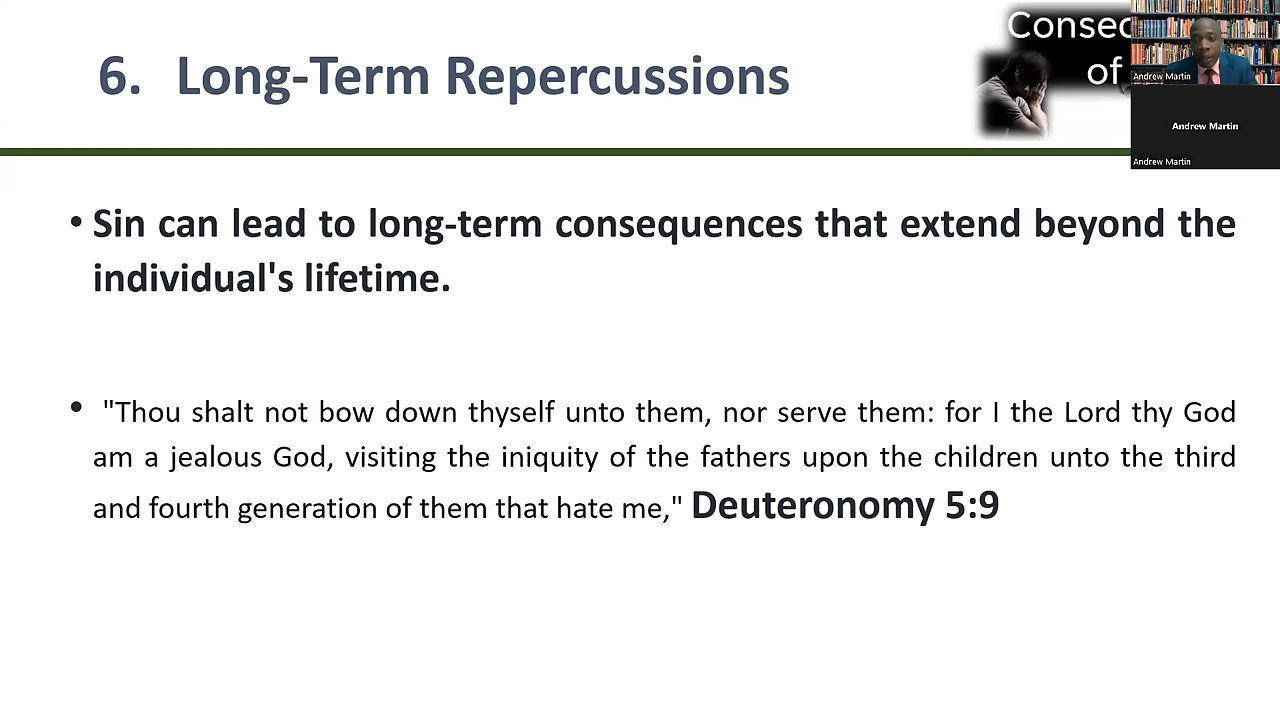 6. Long-Term Repercussions
Consec
of
Andrew Martin
Andrew Martin
Andrew Martin
• Sin can lead to long-term consequences that extend beyond the
individual's lifetime.
• "Thou shalt not bow down thyself unto them, nor serve them: for I the Lord thy God
am a jealous God, visiting the iniquity of the fathers upon the children unto the third
and fourth generation of them that hate me," Deuteronomy 5:9